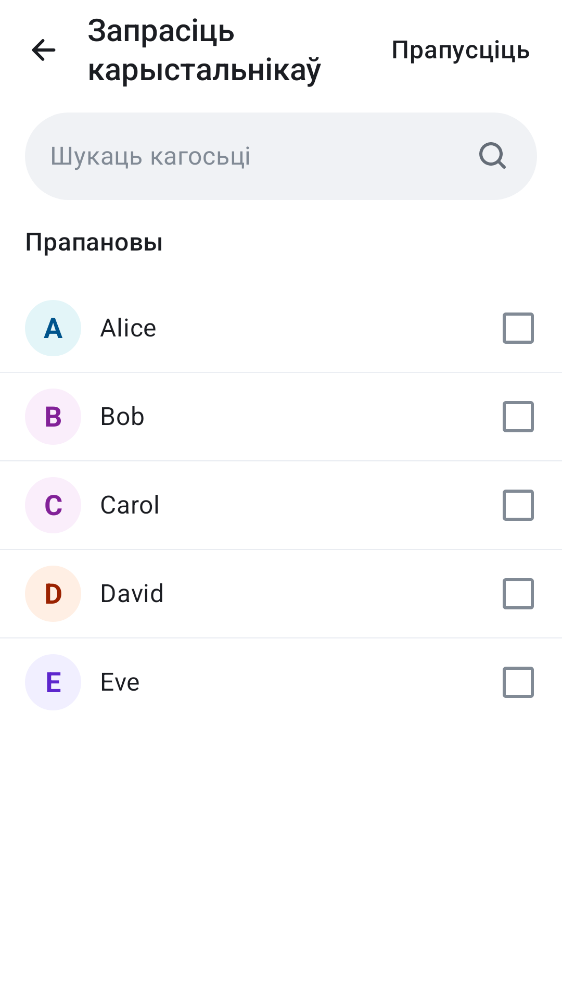 Запрасіць
карыстальнікаў
Прапусціць
Шукаць кагосьці
Прапановы
A Alice
B Bob
C Carol
D David
E Eve